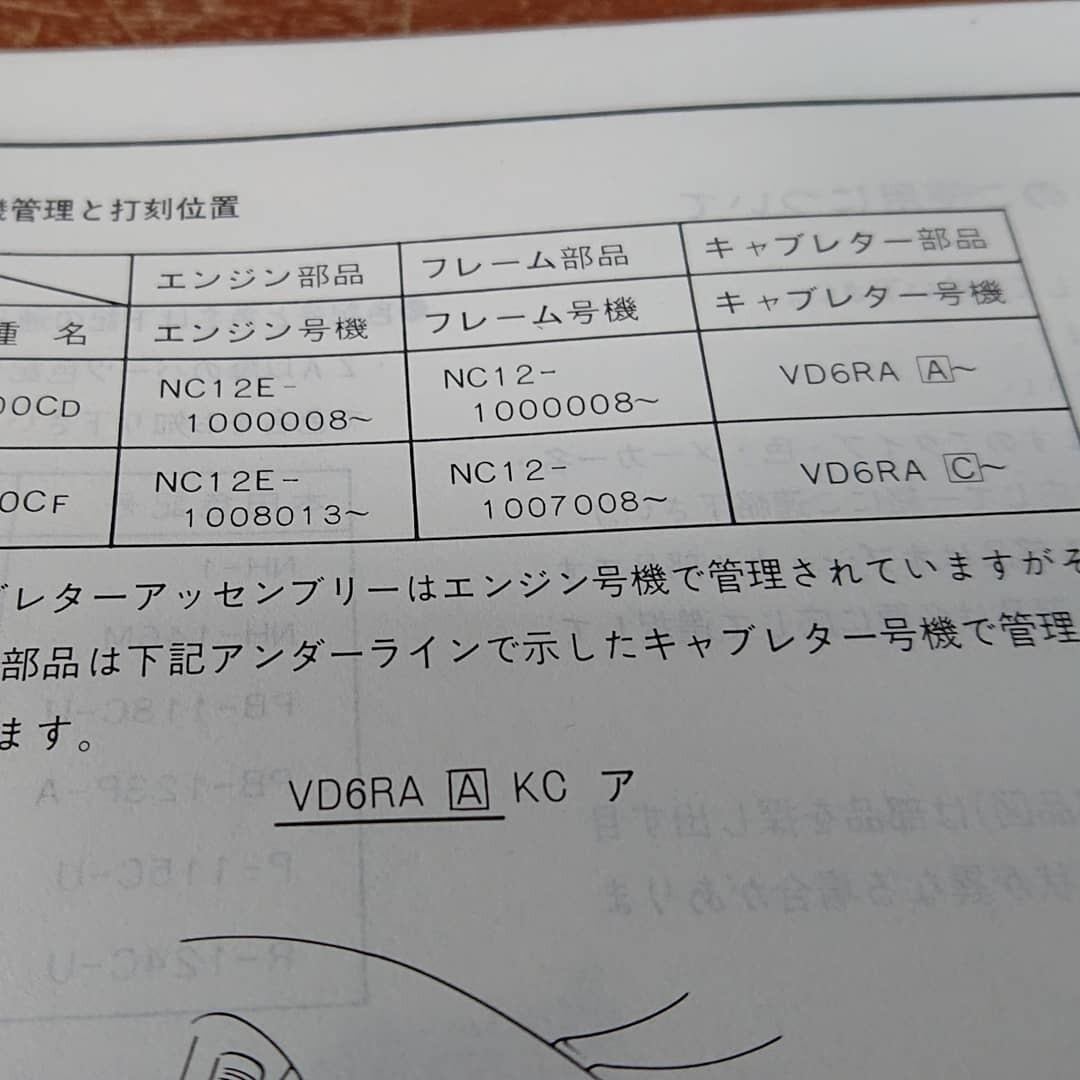 管理と打刻位置
エンジン部品 フレーム部品 キャブレター部品
種 名 エンジン号機 フレーム号機 キャブレター号機
00CD NC12E-1000008~ NC12-1000008~ VD6RA A~
0CF NC12E-1008013~ NC12-1007008~ VD6RA C~
ブレターアッセンブリーはエンジン号機で管理されていますがそ
部品は下記アンダーラインで示したキャブレター号機で管理
ます。
VD6RA A KC ア